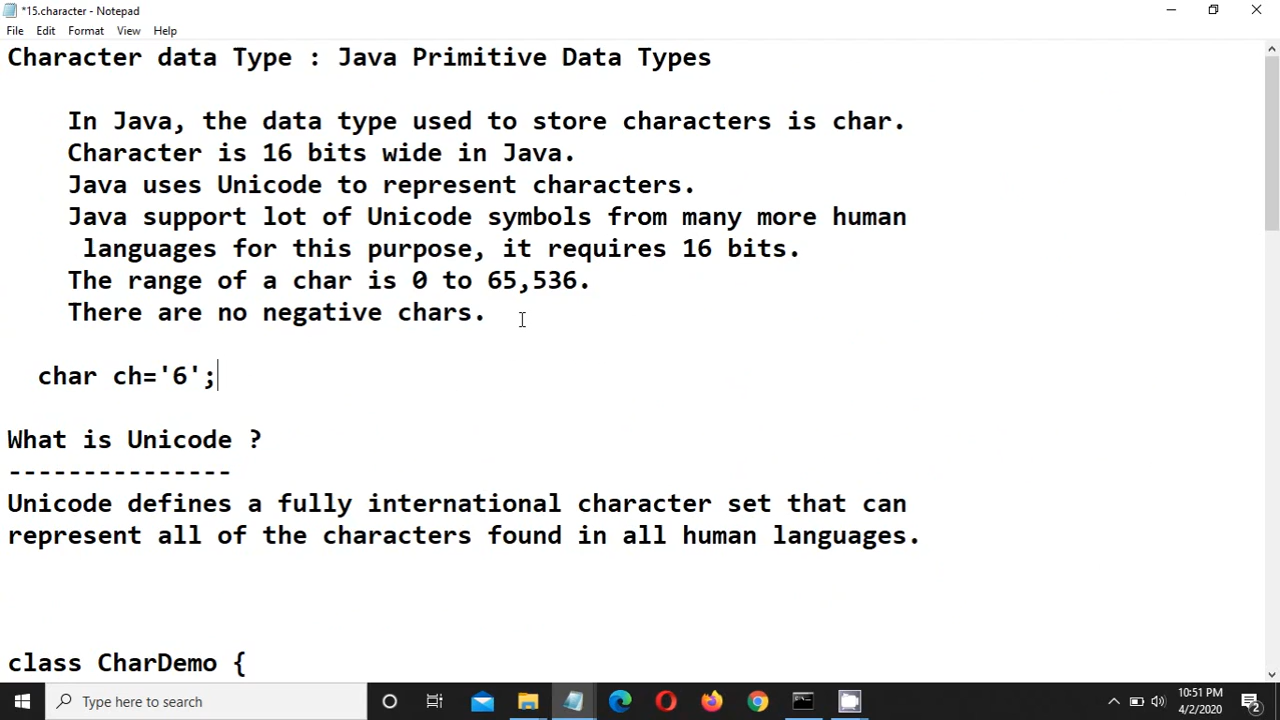 *15.character - Notepad
File Edit Format View Help
Character data Type : Java Primitive Data Types
In Java, the data type used to store characters is char.
Character is 16 bits wide in Java.
Java uses Unicode to represent characters.
Java support lot of Unicode symbols from many more human
languages for this purpose, it requires 16 bits.
The range of a char is 0 to 65,536.
There are no negative chars.
char ch='6';
What is Unicode ?
---------------
Unicode defines a fully international character set that can
represent all of the characters found in all human languages.
class CharDemo {
Type here to search
10:51 PM
4/2/2020
2